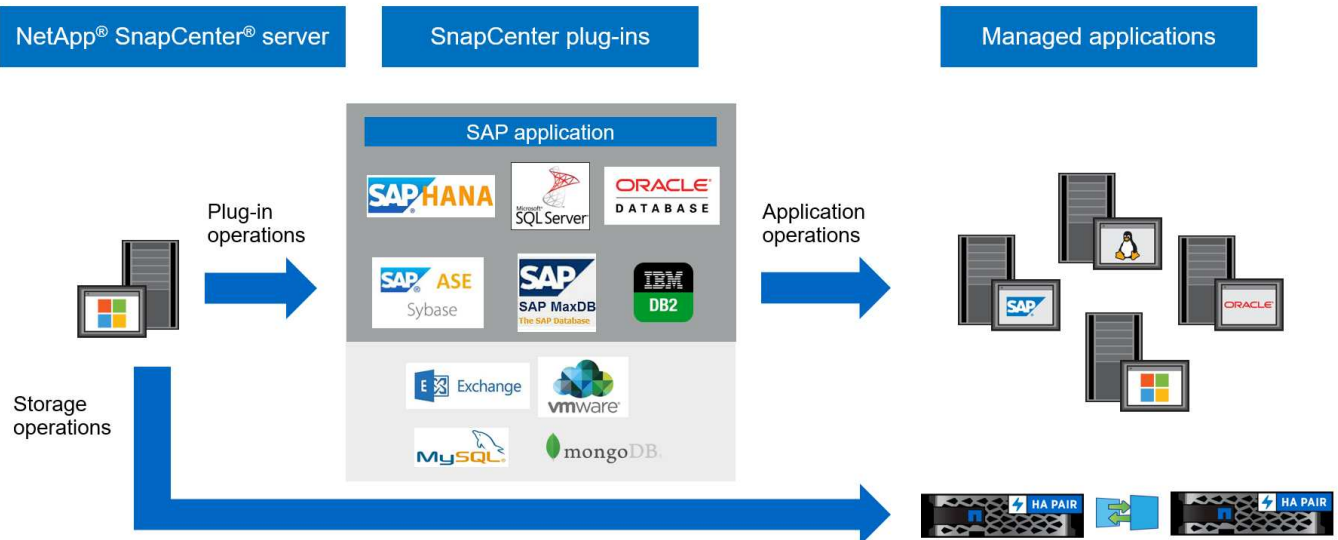 NetApp® SnapCenter® server
SnapCenter plug-ins
Managed applications
SAP application
SAP HANA
Microsoft®
SQL Server®
ORACLE®
DATABASE
Plug-in
operations
Application
operations
SAP® ASE
Sybase
SAP
SAP MaxDB
The SAP Database
IBM
DB2
SAP
ORACLE
E Exchange
vmware®
Storage
operations
MySQL®
mongoDB®
HA PAIR
HA PAIR